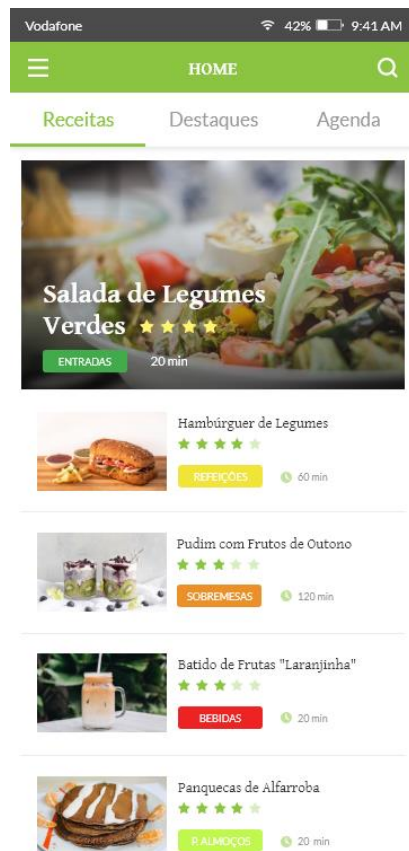 Vodafone 42% 9:41 AM
HOME
Receitas Destaques Agenda
Salada de Legumes
Verdes
ENTRADAS 20 min
Hambúrguer de Legumes
REFEIÇÕES 60 min
Pudim com Frutos de Outono
SOBREMESAS 120 min
Batido de Frutas "Laranjinha"
BEBIDAS 20 min
Panquecas de Alfarroba
P.ALMOÇOS 20 min